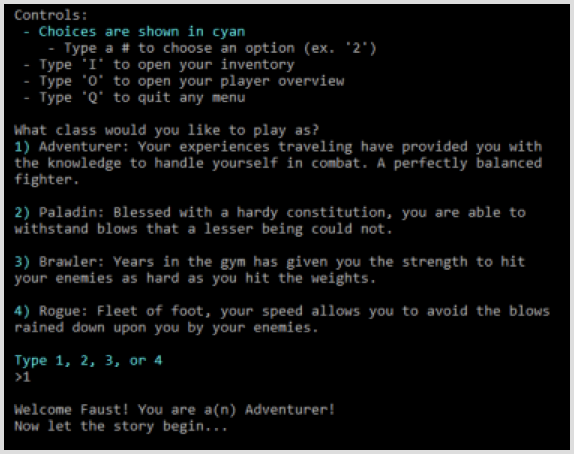 Controls:
- Choices are shown in cyan
- Type a # to choose an option (ex. '2')
- Type 'I' to open your inventory
- Type 'O' to open your player overview
- Type 'Q' to quit any menu
What class would you like to play as?
1) Adventurer: Your experiences traveling have provided you with
the knowledge to handle yourself in combat. A perfectly balanced
fighter.
2) Paladin: Blessed with a hardy constitution, you are able to
withstand blows that a lesser being could not.
3) Brawler: Years in the gym has given you the strength to hit
your enemies as hard as you hit the weights.
4) Rogue: Fleet of foot, your speed allows you to avoid the blows
rained down upon you by your enemies.
Type 1, 2, 3, or 4
>1
Welcome Faust! You are a(n) Adventurer!
Now let the story begin...